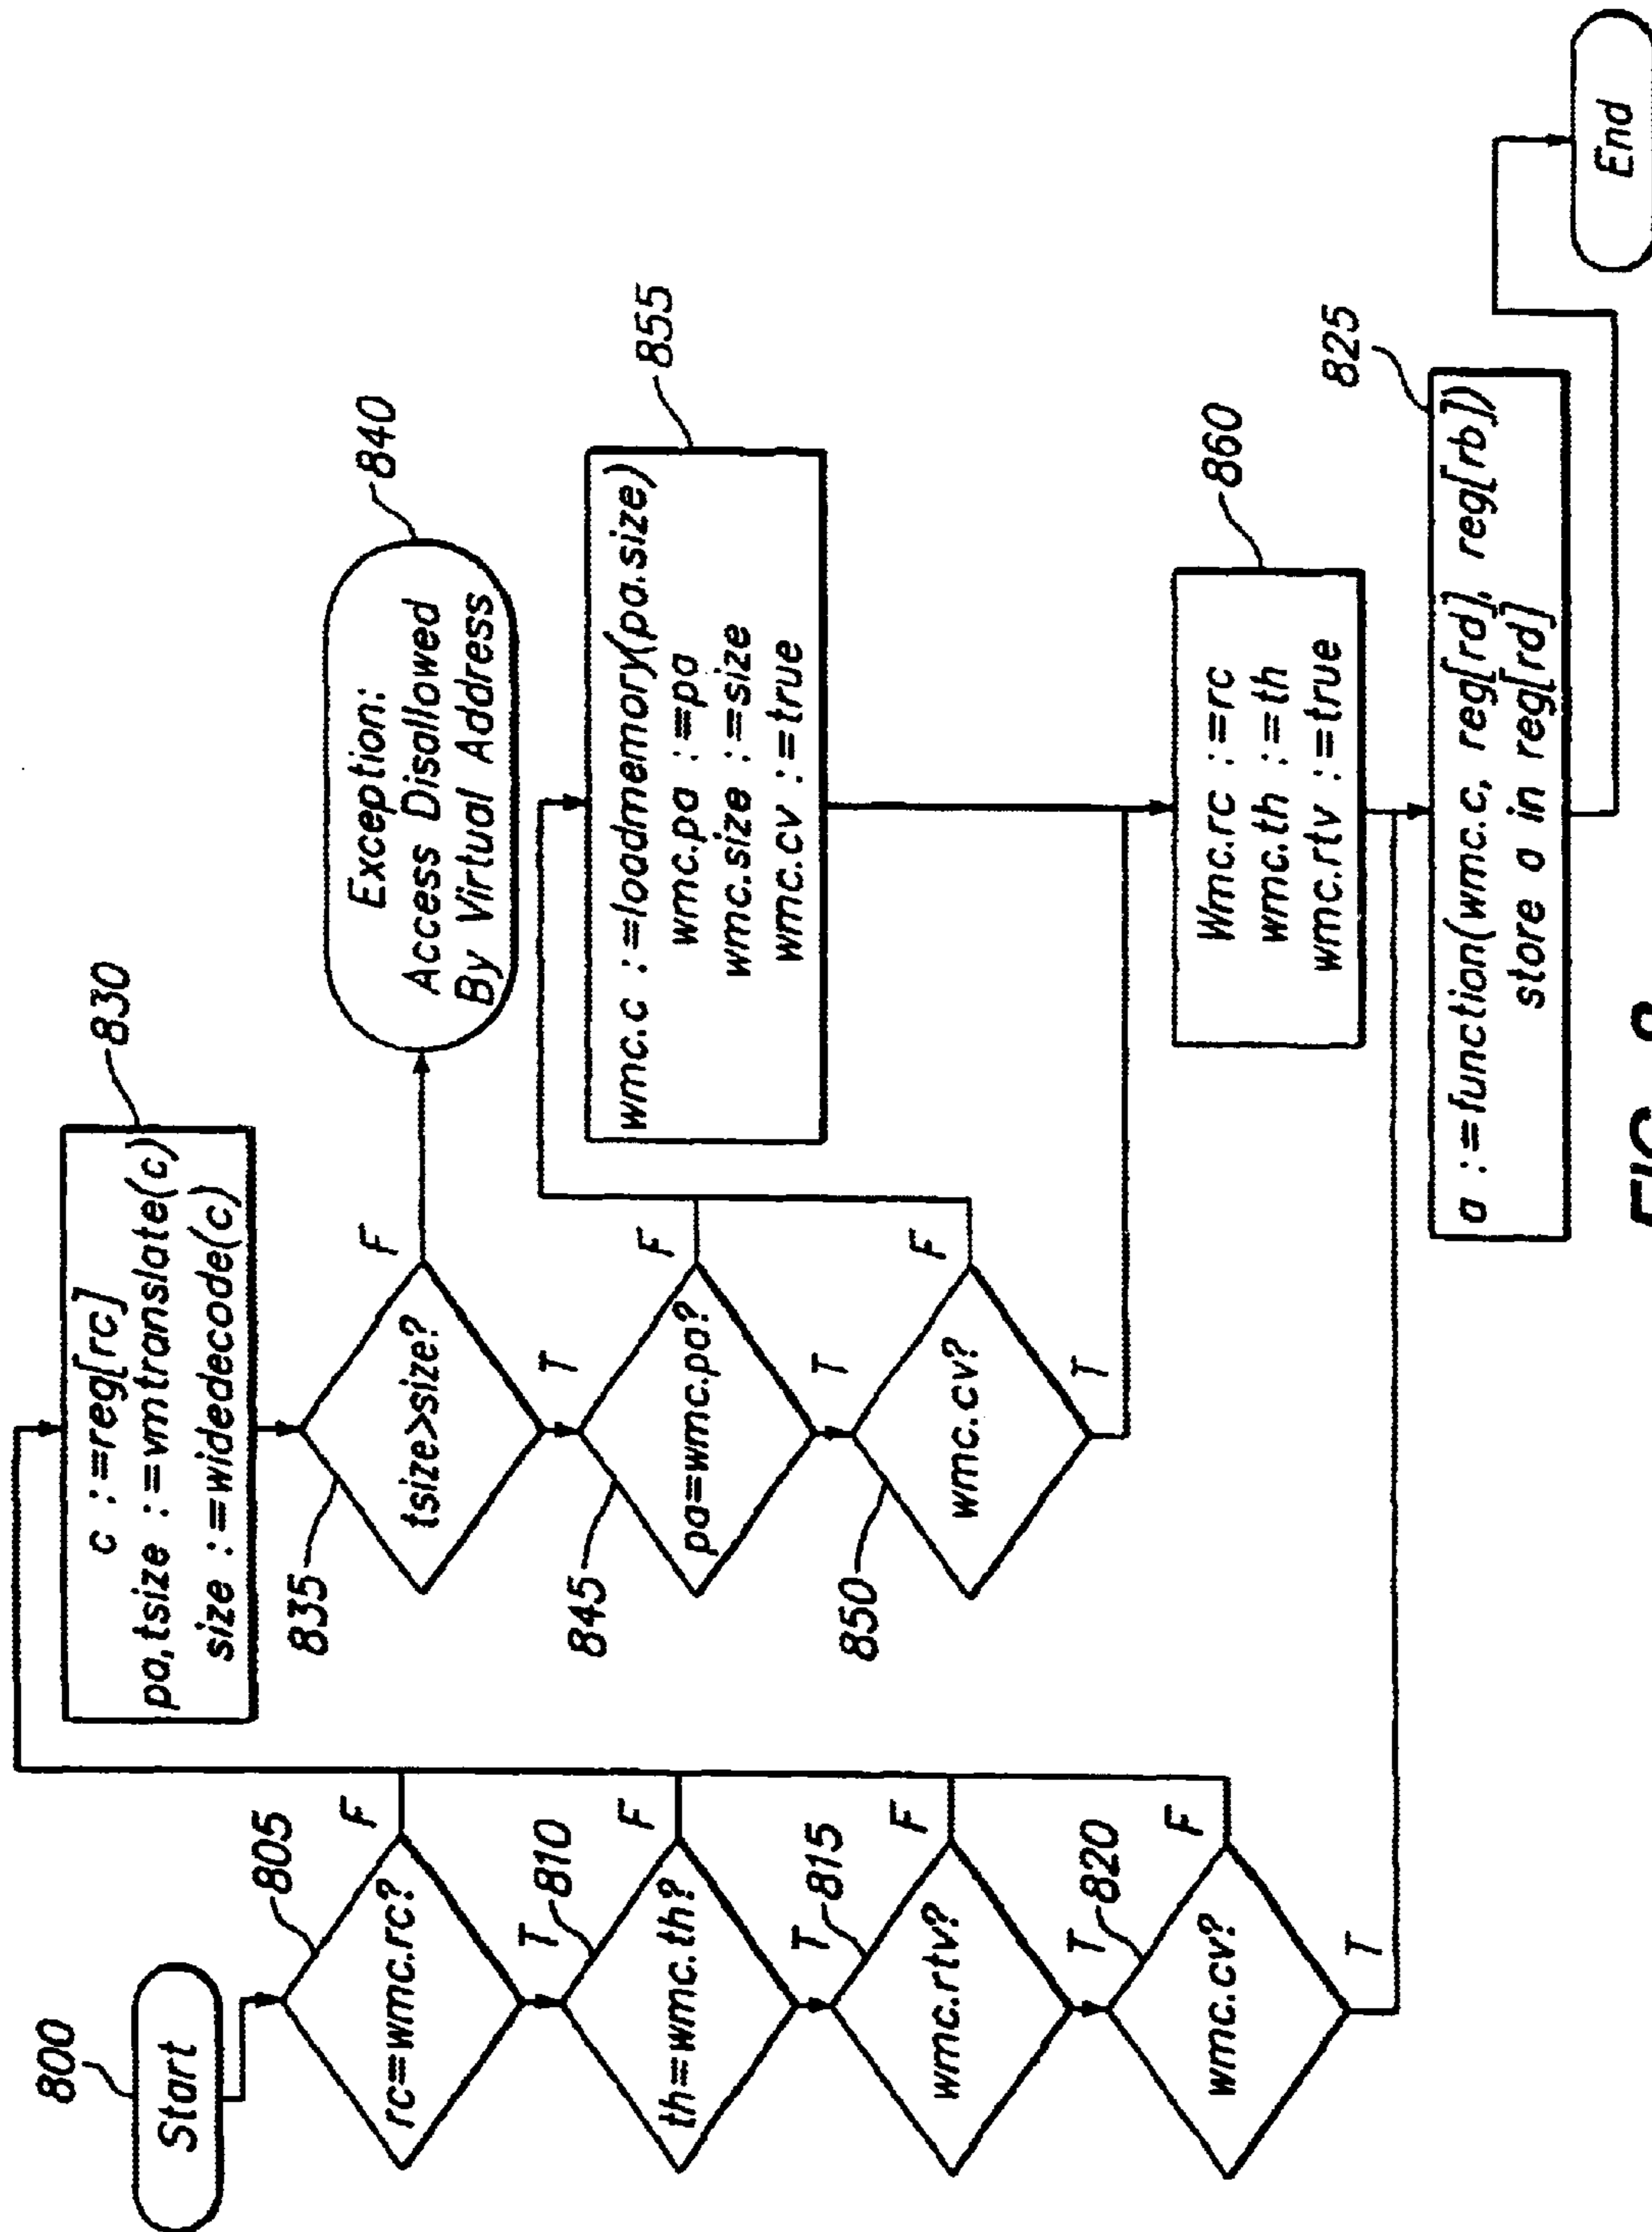 800
Start
805
rc=wmc.rc?
F
T
810
th=wmc.th?
F
T
815
wmc.rtv?
F
T
820
wmc.cv?
F
T
830
c :=reg[rc]
pa,tsize :=vmtranslate(c)
size :=widedecode(c)
835
tsize>size?
F
T
840
Exception:
Access Disallowed
By Virtual Address
845
pa=wmc.pa?
F
T
850
wmc.cv?
F
T
855
wmc.c :=loadmemory(pa.size)
wmc.pa :=pa
wmc.size :=size
wmc.cv :=true
860
Wmc.rc :=rc
wmc.th :=th
wmc.rtv :=true
825
a :=function(wmc.c, reg[rd], reg[rb])
store a in reg[rd]
End